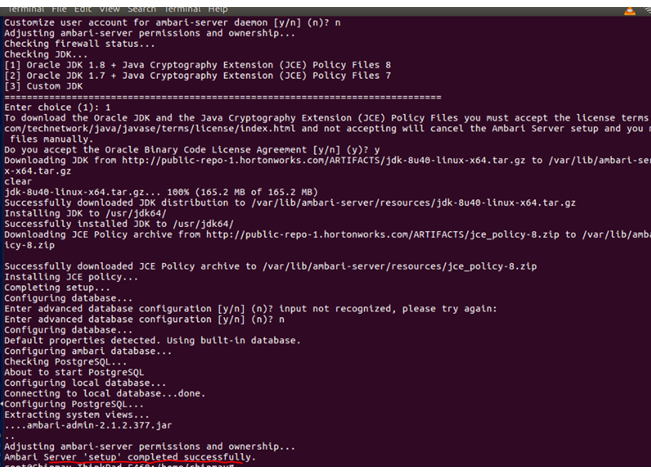 Terminal File Edit View Search Terminal Help
Customize user account for ambari-server daemon [y/n] (n)? n
Adjusting ambari-server permissions and ownership...
Checking firewall status...
Checking JDK...
[1] Oracle JDK 1.8 + Java Cryptography Extension (JCE) Policy Files 8
[2] Oracle JDK 1.7 + Java Cryptography Extension (JCE) Policy Files 7
[3] Custom JDK
==============================================================================
Enter choice (1): 1
To download the Oracle JDK and the Java Cryptography Extension (JCE) Policy Files you must accept the license terms
com/technetwork/java/javase/terms/license/index.html and not accepting will cancel the Ambari Server setup and you m
files manually.
Do you accept the Oracle Binary Code License Agreement [y/n] (y)? y
Downloading JDK from http://public-repo-1.hortonworks.com/ARTIFACTS/jdk-8u40-linux-x64.tar.gz to /var/lib/ambari-se
x-x64.tar.gz
clear
jdk-8u40-linux-x64.tar.gz... 100% (165.2 MB of 165.2 MB)
Successfully downloaded JDK distribution to /var/lib/ambari-server/resources/jdk-8u40-linux-x64.tar.gz
Installing JDK to /usr/jdk64/
Successfully installed JDK to /usr/jdk64/
Downloading JCE Policy archive from http://public-repo-1.hortonworks.com/ARTIFACTS/jce_policy-8.zip to /var/lib/amba
icy-8.zip
Successfully downloaded JCE Policy archive to /var/lib/ambari-server/resources/jce_policy-8.zip
Installing JCE policy...
Completing setup...
Configuring database...
Enter advanced database configuration [y/n] (n)? input not recognized, please try again:
Enter advanced database configuration [y/n] (n)? n
Configuring database...
Default properties detected. Using built-in database.
Configuring ambari database...
Checking PostgreSQL...
About to start PostgreSQL
Configuring local database...
Connecting to local database...done.
Configuring PostgreSQL...
Extracting system views...
....ambari-admin-2.1.2.377.jar
..
Adjusting ambari-server permissions and ownership...
Ambari Server 'setup' completed successfully.